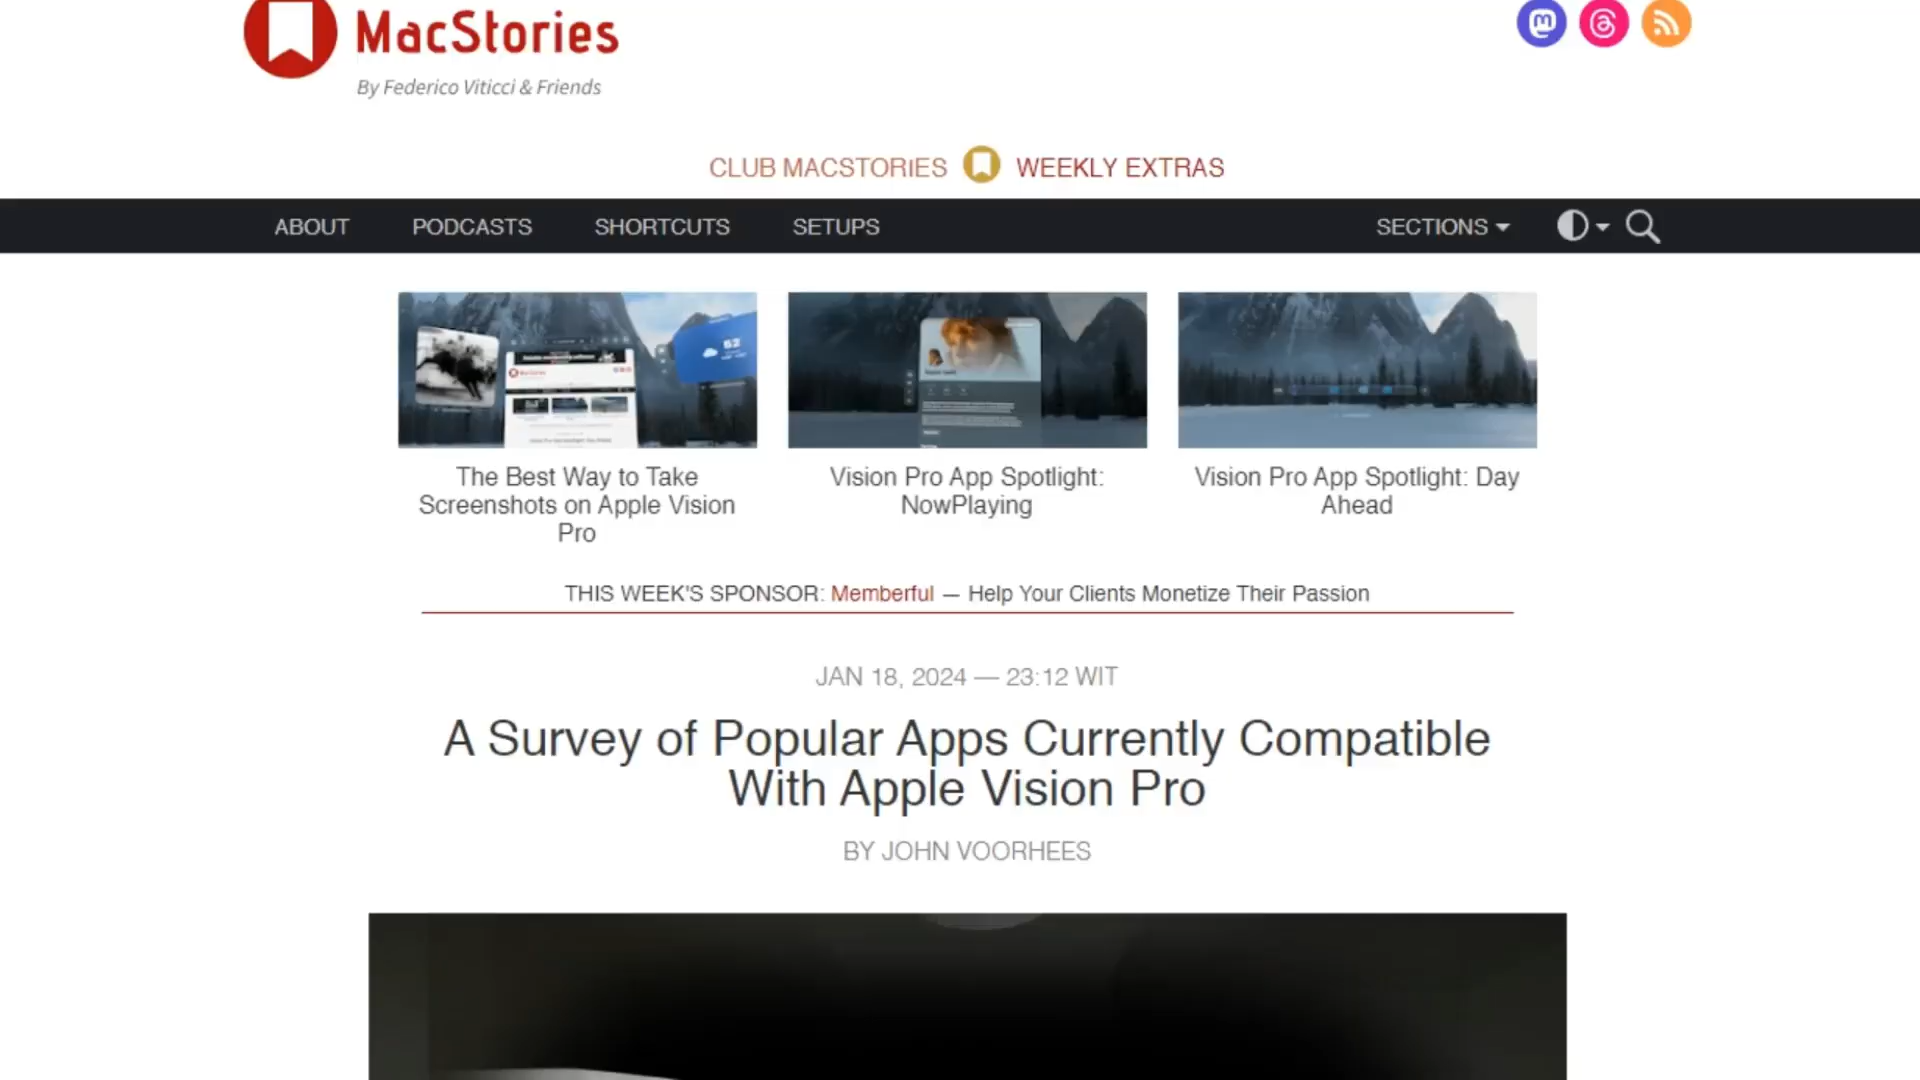 MacStories
By Federico Viticci & Friends
CLUB MACSTORIES WEEKLY EXTRAS
ABOUT PODCASTS SHORTCUTS SETUPS SECTIONS
The Best Way to Take
Screenshots on Apple Vision
Pro
Vision Pro App Spotlight:
NowPlaying
Vision Pro App Spotlight: Day
Ahead
THIS WEEK'S SPONSOR: Memberful — Help Your Clients Monetize Their Passion
JAN 18, 2024 — 23:12 WIT
A Survey of Popular Apps Currently Compatible
With Apple Vision Pro
BY JOHN VOORHEES